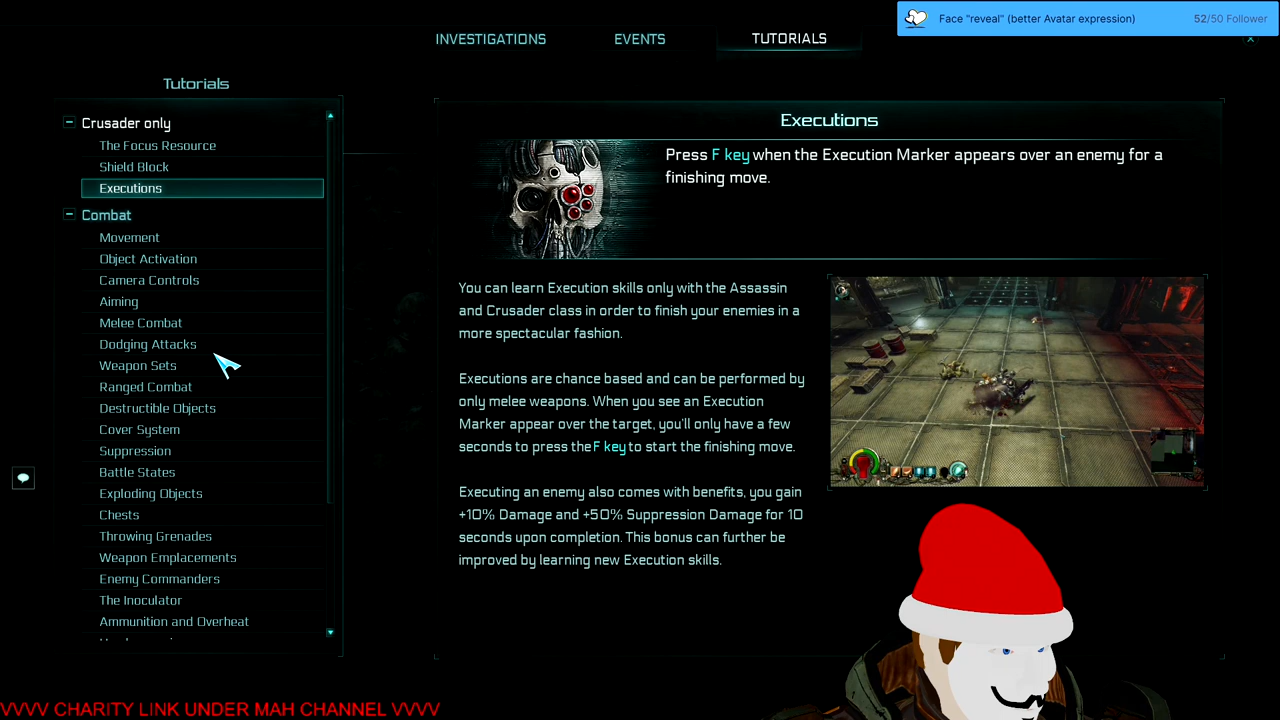 Face "reveal" (better Avatar expression) 52/50 Follower
INVESTIGATIONS EVENTS TUTORIALS
Tutorials
Crusader only
The Focus Resource
Shield Block
Executions
Combat
Movement
Object Activation
Camera Controls
Aiming
Melee Combat
Dodging Attacks
Weapon Sets
Ranged Combat
Destructible Objects
Cover System
Suppression
Battle States
Exploding Objects
Chests
Throwing Grenades
Weapon Emplacements
Enemy Commanders
The Inoculator
Ammunition and Overheat
Executions
Press F key when the Execution Marker appears over an enemy for a
finishing move.
You can learn Execution skills only with the Assassin
and Crusader class in order to finish your enemies in a
more spectacular fashion.
Executions are chance based and can be performed by
only melee weapons. When you see an Execution
Marker appear over the target, you'll only have a few
seconds to press the F key to start the finishing move.
Executing an enemy also comes with benefits, you gain
+10% Damage and +50% Suppression Damage for 10
seconds upon completion. This bonus can further be
improved by learning new Execution skills.
VVVV CHARITY LINK UNDER MAH CHANNEL VVVV